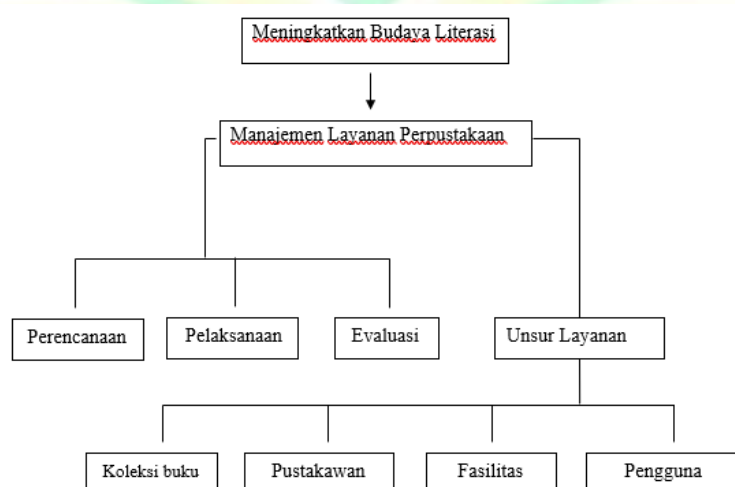 Meningkatkan Budaya Literasi
Manajemen Layanan Perpustakaan
Perencanaan
Pelaksanaan
Evaluasi
Unsur Layanan
Koleksi buku
Pustakawan
Fasilitas
Pengguna